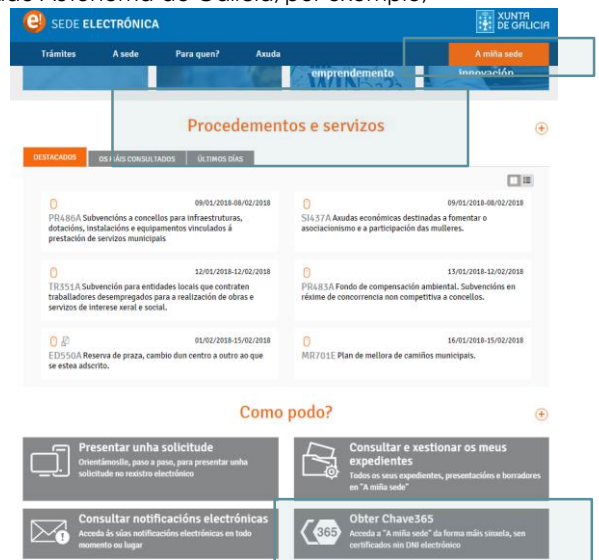 Autónoma de Galicia, por exemplo,
SEDE ELECTRÓNICA
XUNTA
DE GALICIA
Trámites A sede Para quen? Axuda A miña sede
emprendemento innovación
Procedementos e servizos
DESTACADOS OS MÁIS CONSULTADOS ÚLTIMOS DÍAS
09/01/2018-08/02/2018
PR486A Subvencións a concellos para infraestruturas,
dotacións, instalacións e equipamentos vinculados á
prestación de servizos municipais
09/01/2018-08/02/2018
SI437A Axudas económicas destinadas a fomentar o
asociacionismo e a participación das mulleres.
12/01/2018-12/02/2018
TR351A Subvención para entidades locais que contraten
traballadores desempregados para a realización de obras e
servizos de interese xeral e social.
13/01/2018-12/02/2018
PR483A Fondo de compensación ambiental. Subvencións en
réxime de concorrencia non competitiva a concellos.
01/02/2018-15/02/2018
ED550A Reserva de praza, cambio dun centro a outro ao que
se estea adscrito.
16/01/2018-15/02/2018
MR701E Plan de mellora de camiños municipais.
Como podo?
Presentar unha solicitude
Orientámoslle, paso a paso, para presentar unha
solicitude no rexistro electrónico
Consultar e xestionar os meus
expedientes
Todos os seus expedientes, presentacións e borradores
en "A miña sede"
Consultar notificacións electrónicas
Acceda ás súas notificacións electrónicas en todo
momento ou lugar
365
Obter Chave365
Acceda a "A miña sede" da forma máis sinxela, sen
certificados nin DNI electrónico